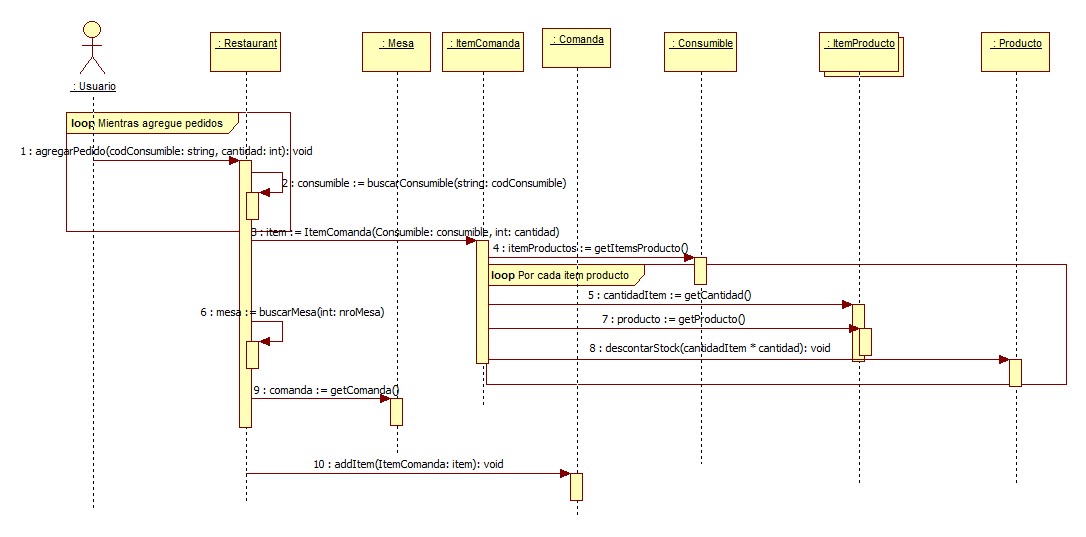 : Usuario
: Restaurant
: Mesa
: ItemComanda
: Comanda
: Consumible
: ItemProducto
: Producto
loop Mientras agregue pedidos
1 : agregarPedido(codConsumible: string, cantidad: int): void
2 : consumible := buscarConsumible(string: codConsumible)
3 : item := ItemComanda(Consumible: consumible, int: cantidad)
4 : itemProductos := getItemsProducto()
loop Por cada item producto
5 : cantidadItem := getCantidad()
6 : mesa := buscarMesa(int: nroMesa)
7 : producto := getProducto()
8 : descontarStock(cantidadItem * cantidad): void
9 : comanda := getComanda()
10 : addItem(ItemComanda: item): void